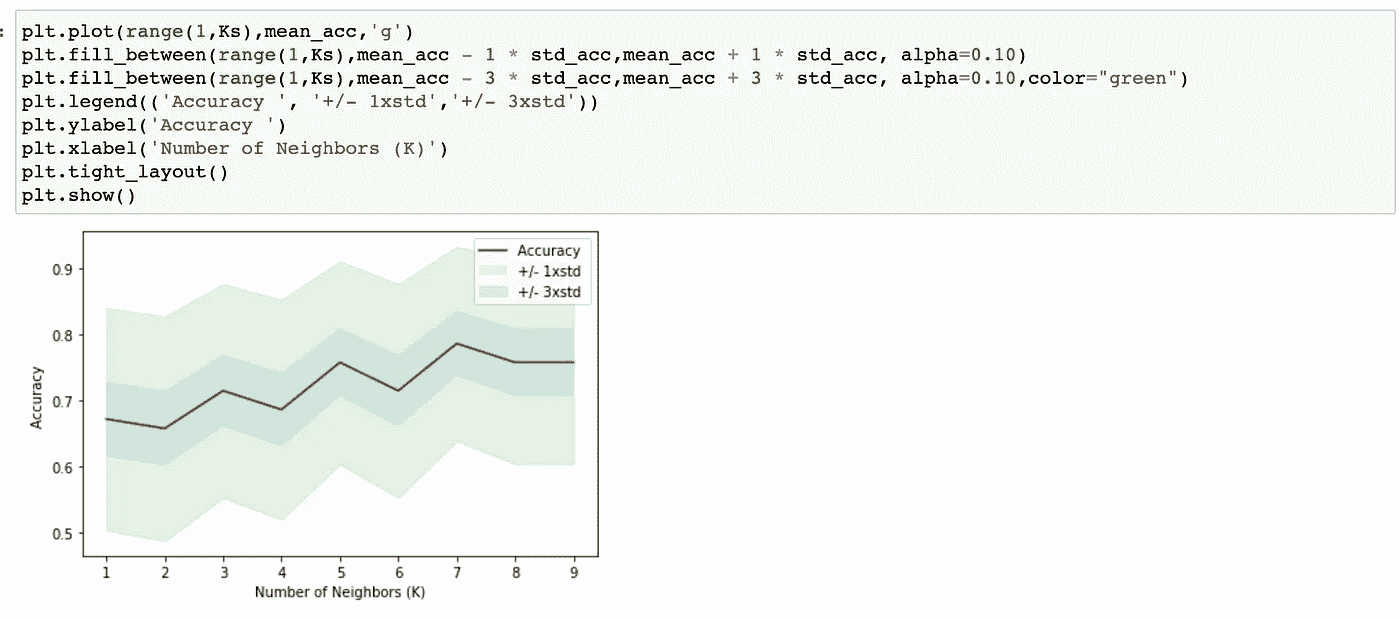 :
plt.plot(range(1,Ks),mean_acc,'g')
plt.fill_between(range(1,Ks),mean_acc - 1 * std_acc,mean_acc + 1 * std_acc, alpha=0.10)
plt.fill_between(range(1,Ks),mean_acc - 3 * std_acc,mean_acc + 3 * std_acc, alpha=0.10,color="green")
plt.legend(('Accuracy ', '+/- 1xstd','+/- 3xstd'))
plt.ylabel('Accuracy ')
plt.xlabel('Number of Neighbors (K)')
plt.tight_layout()
plt.show()
Accuracy
+/- 1xstd
+/- 3xstd
0.9
0.8
0.7
0.6
0.5
Accuracy
1 2 3 4 5 6 7 8 9
Number of Neighbors (K)